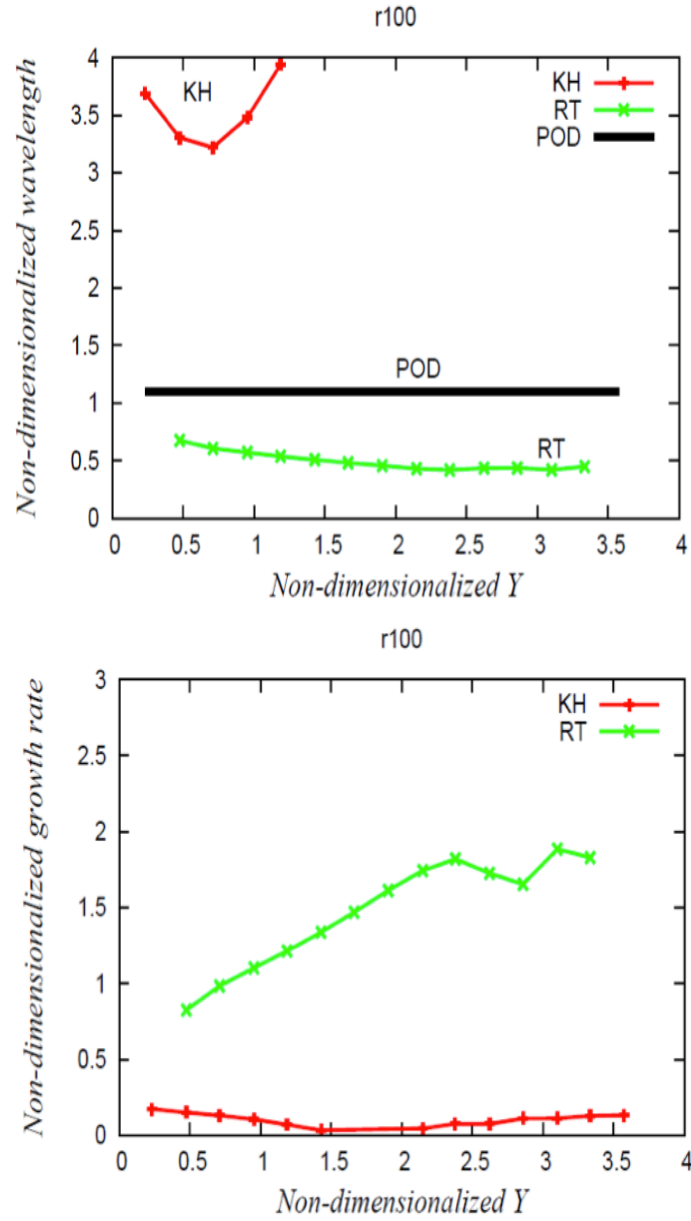 r100
Non-dimensionalized wavelength
4
3.5
3
2.5
2
1.5
1
0.5
0
KH
KH
RT
POD
POD
RT
0 0.5 1 1.5 2 2.5 3 3.5 4
Non-dimensionalized Y
r100
Non-dimensionalized growth rate
3
2.5
2
1.5
1
0.5
0
KH
RT
0 0.5 1 1.5 2 2.5 3 3.5 4
Non-dimensionalized Y